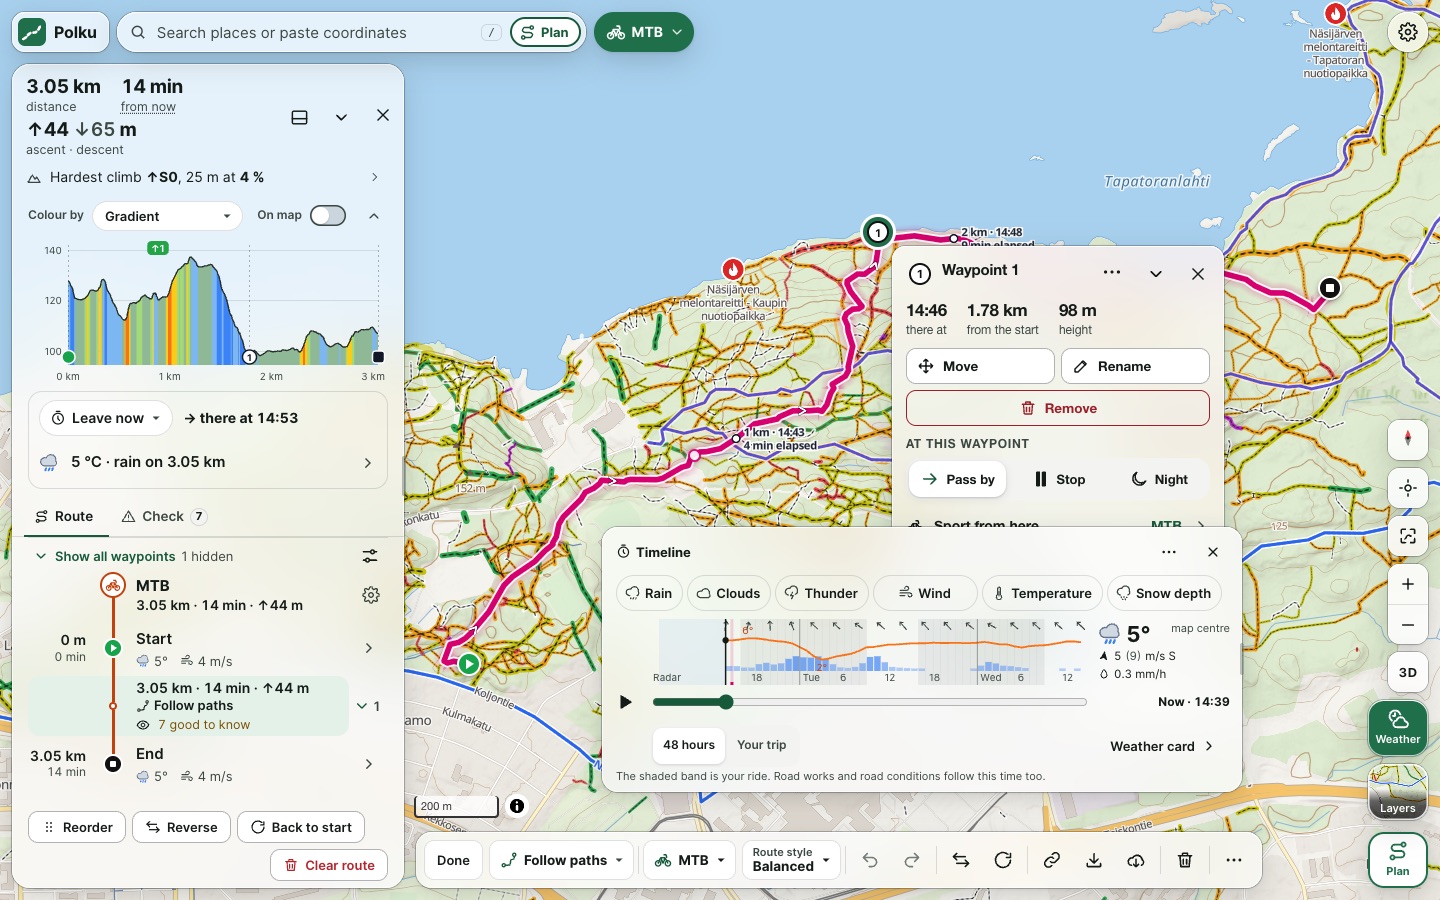 Polku
Search places or paste coordinates
/
Plan
MTB
3.05 km
14 min
distance
from now
↑44 ↓65 m
ascent · descent
Hardest climb ↑S0, 25 m at 4 %
Colour by
Gradient
On map
140
120
100
↑1
1
0 km
1 km
2 km
3 km
Leave now
→ there at 14:53
5 °C · rain on 3.05 km
Route
Check
7
Show all waypoints
1 hidden
MTB
3.05 km · 14 min · ↑44 m
0 m
0 min
Start
5°
4 m/s
3.05 km · 14 min · ↑44 m
Follow paths
7 good to know
1
3.05 km
14 min
End
5°
4 m/s
Reorder
Reverse
Back to start
Clear route
Näsijärven
melontareitti
- Tapatoran
nuotiopaikka
Tapatoranlahti
1
2 km · 14:48
9 min elapsed
Näsijärven
melontareitti - Kaupin
nuotiopaikka
1 km · 14:43
4 min elapsed
152 m
125
Koljontie
Kulmakatu
200 m
1
Waypoint 1
14:46
1.78 km
98 m
there at
from the start
height
Move
Rename
Remove
AT THIS WAYPOINT
Pass by
Stop
Night
Sport from here
MTB
Timeline
Rain
Clouds
Thunder
Wind
Temperature
Snow depth
6°
2°
Radar
18
Tue
6
12
18
Wed
6
12
5°
map centre
5 (9) m/s S
0.3 mm/h
Now · 14:39
48 hours
Your trip
Weather card
The shaded band is your ride. Road works and road conditions follow this time too.
Done
Follow paths
MTB
Route style
Balanced
3D
Weather
Layers
Plan